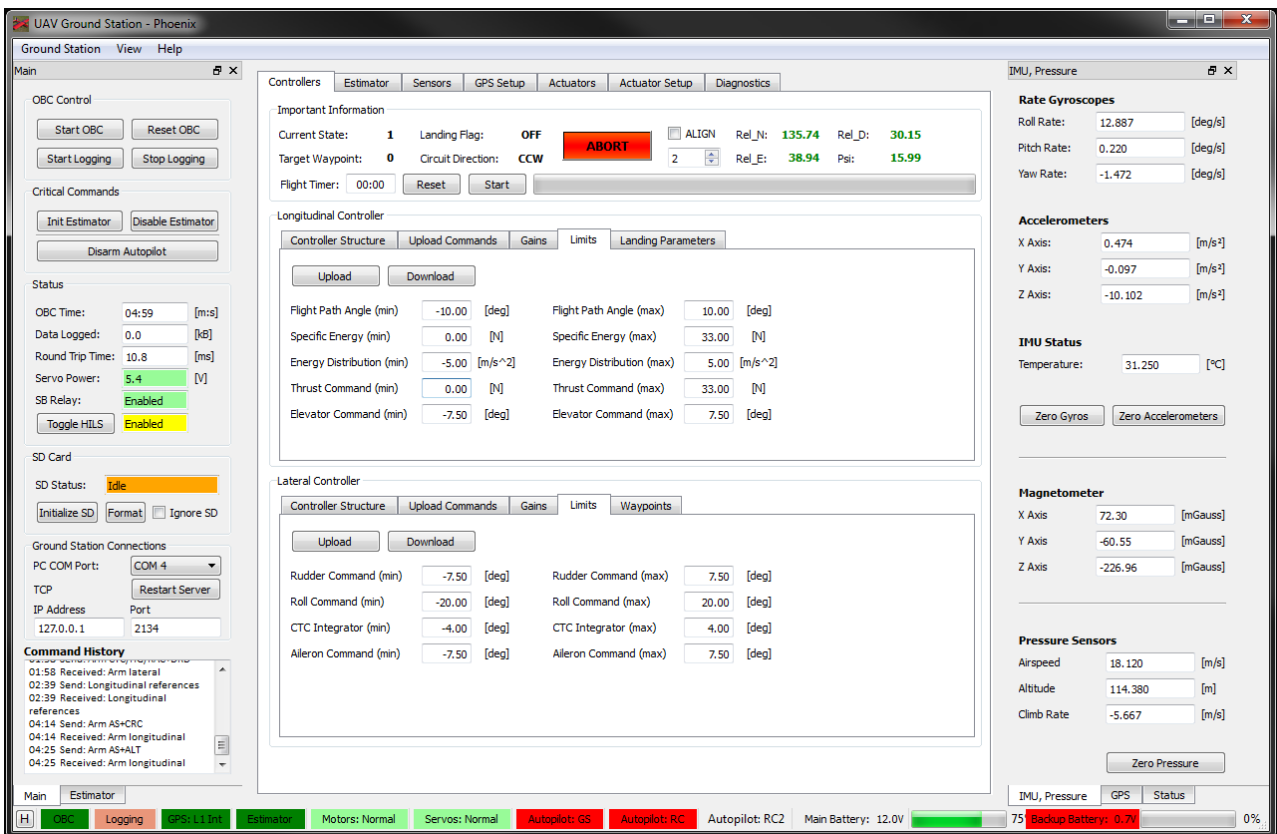 UAV Ground Station - Phoenix
Ground Station View Help
Main
OBC Control
Start OBC Reset OBC
Start Logging Stop Logging
Critical Commands
Init Estimator Disable Estimator
Disarm Autopilot
Status
OBC Time: 04:59 [m:s]
Data Logged: 0.0 [kB]
Round Trip Time: 10.8 [ms]
Servo Power: 5.4 [V]
SB Relay: Enabled
Toggle HILS Enabled
SD Card
SD Status: Idle
Initialize SD Format Ignore SD
Ground Station Connections
PC COM Port: COM 4
TCP Restart Server
IP Address Port
127.0.0.1 2134
Command History
01:58 Received: Arm lateral
02:39 Send: Longitudinal references
02:39 Received: Longitudinal
references
04:14 Send: Arm AS+CRC
04:14 Received: Arm longitudinal
04:25 Send: Arm AS+ALT
04:25 Received: Arm longitudinal
Main Estimator
Controllers Estimator Sensors GPS Setup Actuators Actuator Setup Diagnostics
Important Information
Current State: 1 Landing Flag: OFF ABORT ALIGN Rel_N: 135.74 Rel_D: 30.15
Target Waypoint: 0 Circuit Direction: CCW 2 Rel_E: 38.94 Psi: 15.99
Flight Timer: 00:00 Reset Start
Longitudinal Controller
Controller Structure Upload Commands Gains Limits Landing Parameters
Upload Download
Flight Path Angle (min) -10.00 [deg] Flight Path Angle (max) 10.00 [deg]
Specific Energy (min) 0.00 [N] Specific Energy (max) 33.00 [N]
Energy Distribution (min) -5.00 [m/s^2] Energy Distribution (max) 5.00 [m/s^2]
Thrust Command (min) 0.00 [N] Thrust Command (max) 33.00 [N]
Elevator Command (min) -7.50 [deg] Elevator Command (max) 7.50 [deg]
Lateral Controller
Controller Structure Upload Commands Gains Limits Waypoints
Upload Download
Rudder Command (min) -7.50 [deg] Rudder Command (max) 7.50 [deg]
Roll Command (min) -20.00 [deg] Roll Command (max) 20.00 [deg]
CTC Integrator (min) -4.00 [deg] CTC Integrator (max) 4.00 [deg]
Aileron Command (min) -7.50 [deg] Aileron Command (max) 7.50 [deg]
IMU, Pressure
Rate Gyroscopes
Roll Rate: 12.887 [deg/s]
Pitch Rate: 0.220 [deg/s]
Yaw Rate: -1.472 [deg/s]
Accelerometers
X Axis: 0.474 [m/s²]
Y Axis: -0.097 [m/s²]
Z Axis: -10.102 [m/s²]
IMU Status
Temperature: 31.250 [°C]
Zero Gyros Zero Accelerometers
Magnetometer
X Axis 72.30 [mGauss]
Y Axis -60.55 [mGauss]
Z Axis -226.96 [mGauss]
Pressure Sensors
Airspeed 18.120 [m/s]
Altitude 114.380 [m]
Climb Rate -5.667 [m/s]
Zero Pressure
IMU, Pressure GPS Status
H OBC Logging GPS: L1 Int Estimator Motors: Normal Servos: Normal Autopilot: GS Autopilot: RC Autopilot: RC2 Main Battery: 12.0V 75 Backup Battery: 0.7V 0%